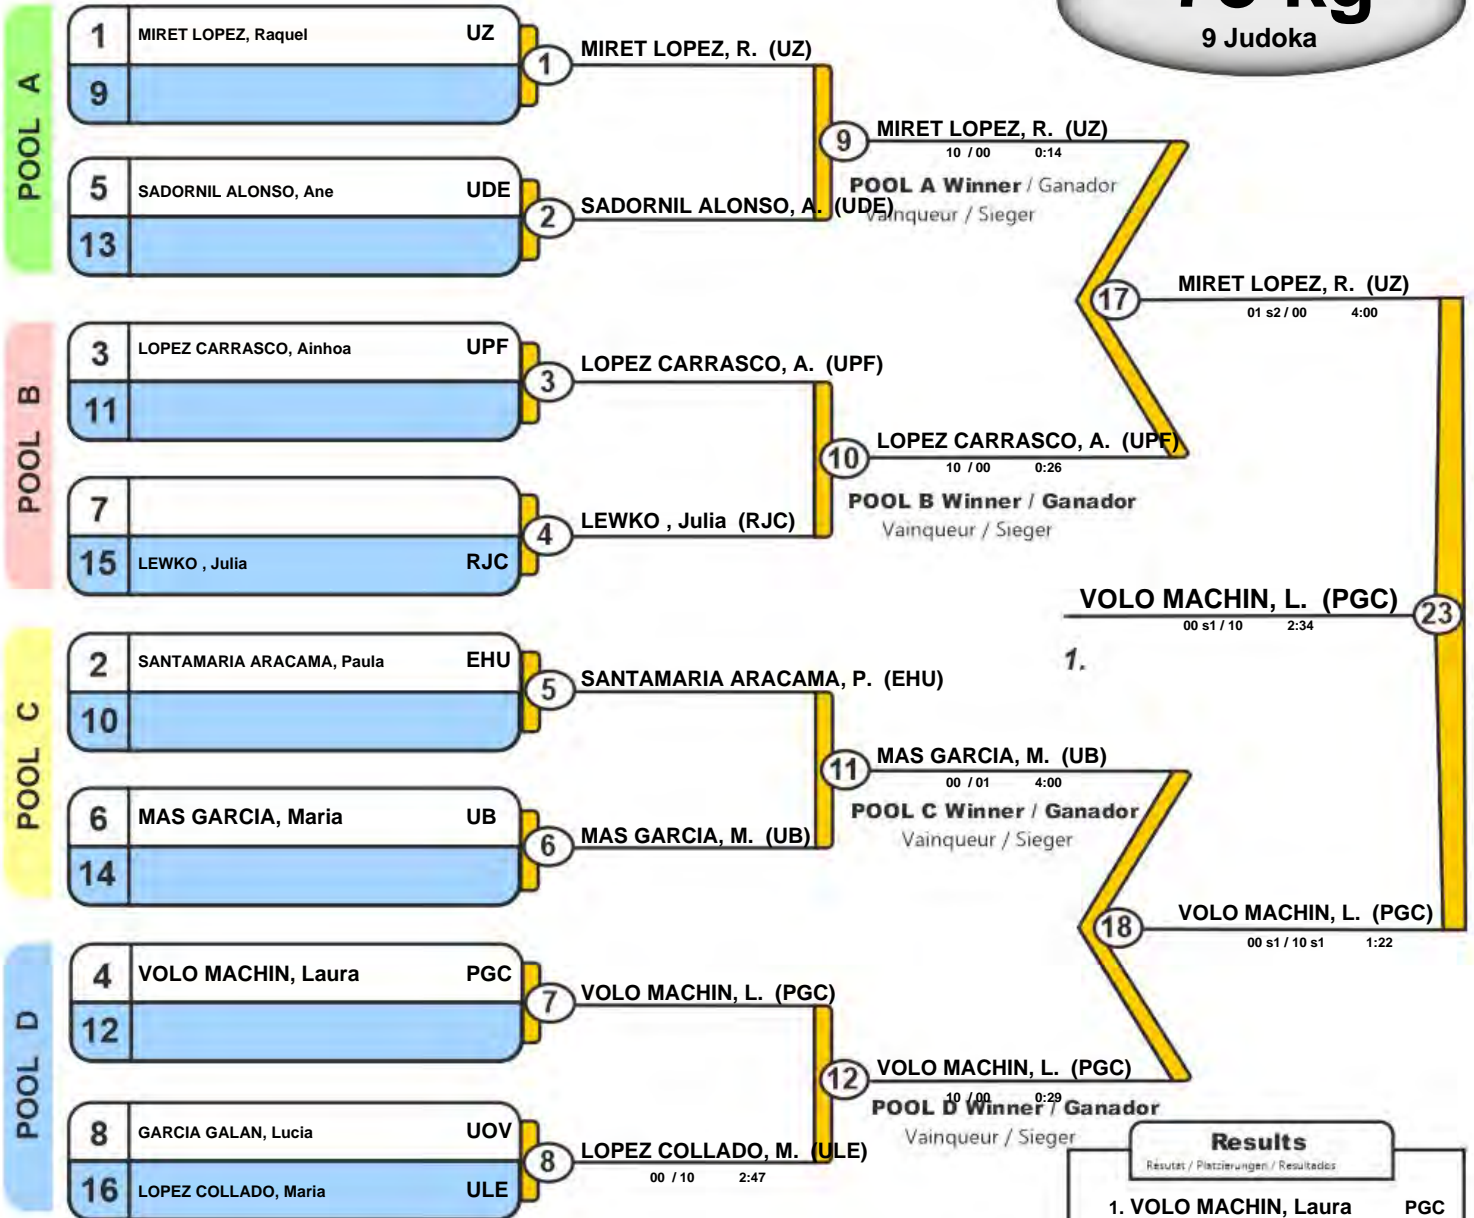 9 Judoka
POOL A
1 MIRET LOPEZ, Raquel UZ
9
1
MIRET LOPEZ, R. (UZ)
5 SADORNIL ALONSO, Ane UDE
13
2
SADORNIL ALONSO, A. (UDE)
9
MIRET LOPEZ, R. (UZ)
10 / 00 0:14
POOL A Winner / Ganador
Vainqueur / Sieger
POOL B
3 LOPEZ CARRASCO, Ainhoa UPF
11
3
LOPEZ CARRASCO, A. (UPF)
7
15 LEWKO , Julia RJC
4
LEWKO , Julia (RJC)
10
LOPEZ CARRASCO, A. (UPF)
10 / 00 0:26
POOL B Winner / Ganador
Vainqueur / Sieger
17
MIRET LOPEZ, R. (UZ)
01 s2 / 00 4:00
VOLO MACHIN, L. (PGC)
00 s1 / 10 2:34
23
1.
POOL C
2 SANTAMARIA ARACAMA, Paula EHU
10
5
SANTAMARIA ARACAMA, P. (EHU)
6 MAS GARCIA, Maria UB
14
6
MAS GARCIA, M. (UB)
11
MAS GARCIA, M. (UB)
00 / 01 4:00
POOL C Winner / Ganador
Vainqueur / Sieger
18
VOLO MACHIN, L. (PGC)
00 s1 / 10 s1 1:22
POOL D
4 VOLO MACHIN, Laura PGC
12
7
VOLO MACHIN, L. (PGC)
8 GARCIA GALAN, Lucia UOV
16 LOPEZ COLLADO, Maria ULE
8
LOPEZ COLLADO, M. (ULE)
00 / 10 2:47
12
VOLO MACHIN, L. (PGC)
10 / 00 0:29
POOL D Winner / Ganador
Vainqueur / Sieger
Results
Résultat / Platzierungen / Resultados
1. VOLO MACHIN, Laura PGC